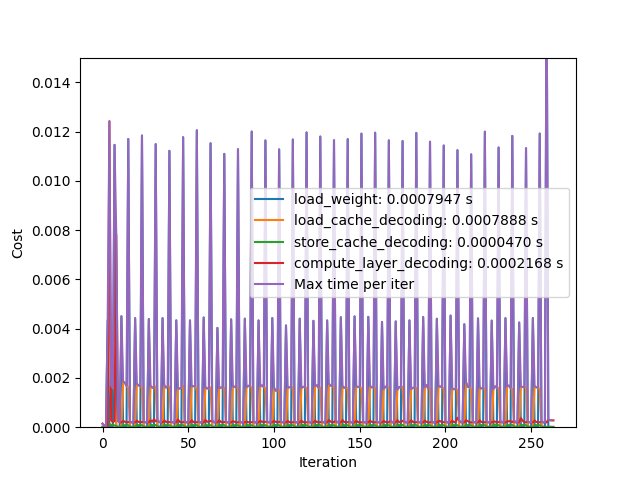 0.014
0.012
0.010
0.008
0.006
0.004
0.002
0.000
Cost
load_weight: 0.0007947 s
load_cache_decoding: 0.0007888 s
store_cache_decoding: 0.0000470 s
compute_layer_decoding: 0.0002168 s
Max time per iter
0 50 100 150 200 250
Iteration